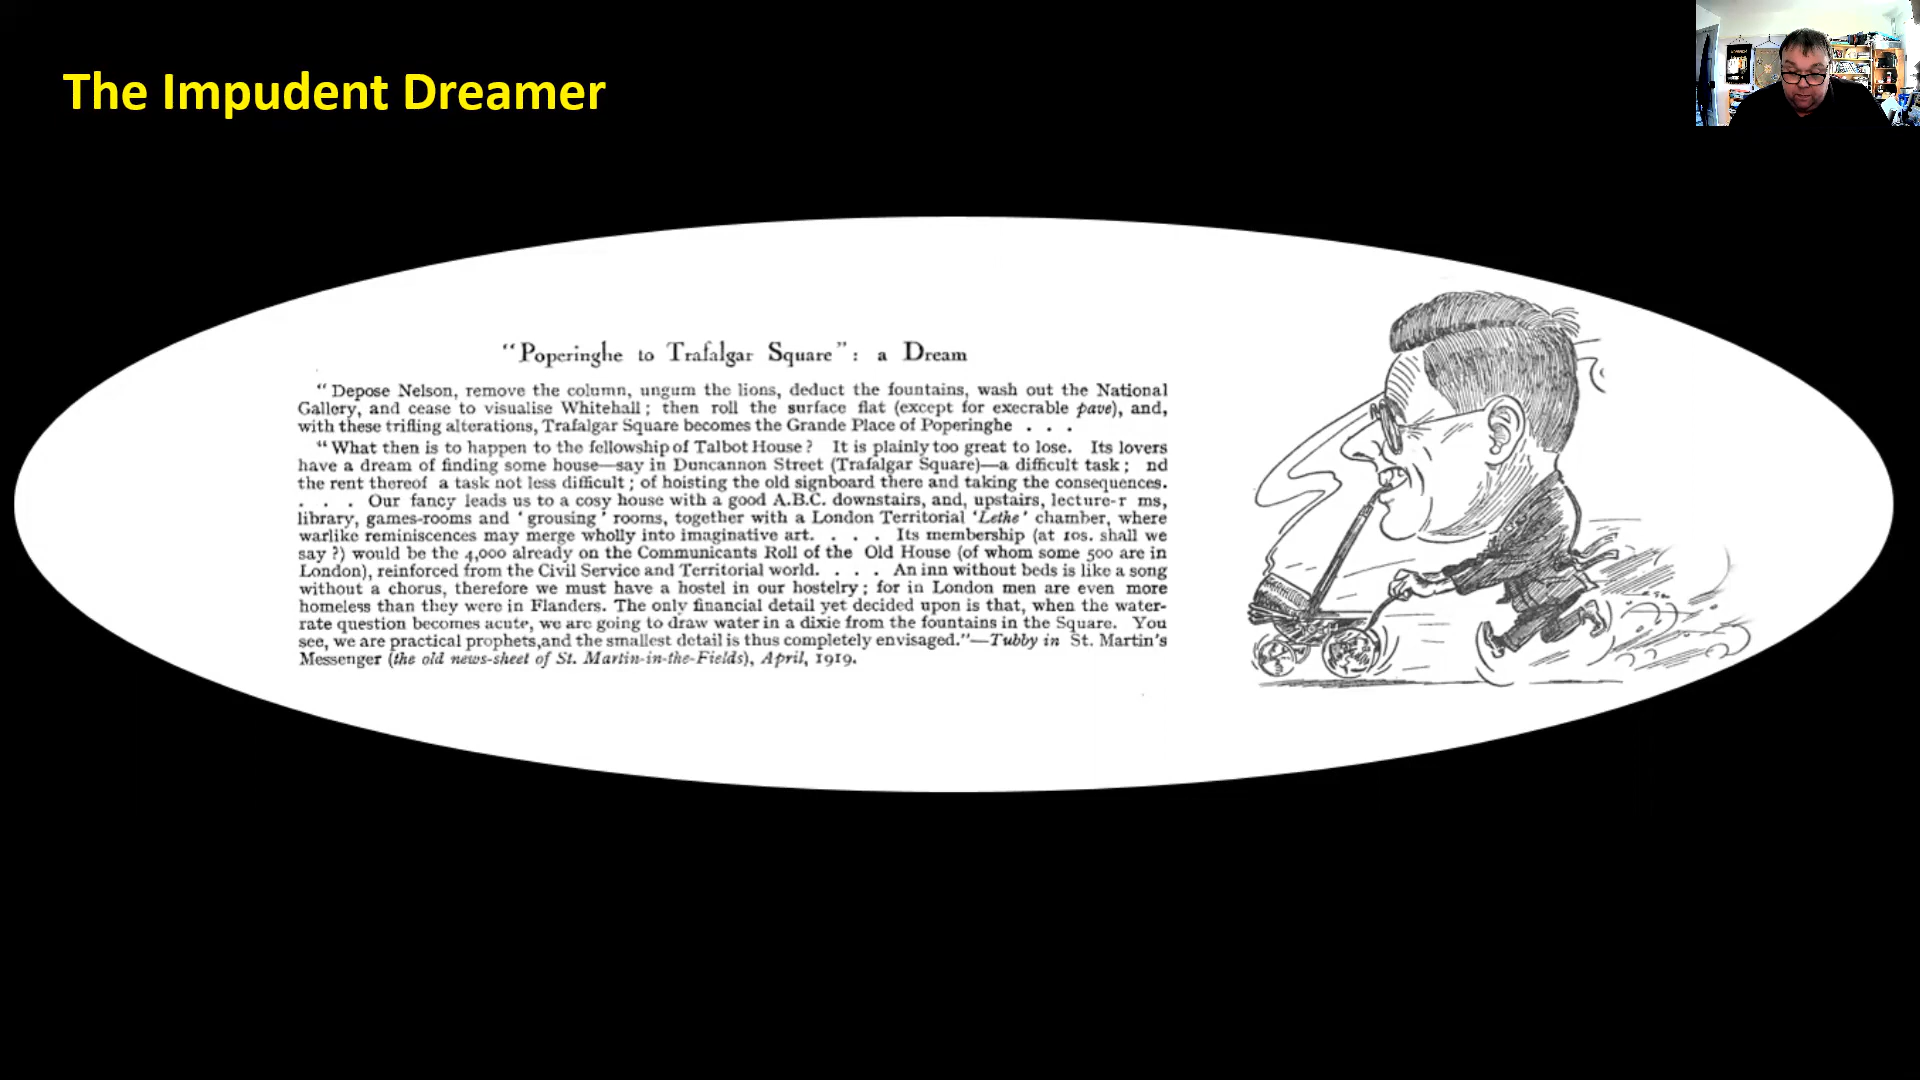 The Impudent Dreamer
"Poperinghe to Trafalgar Square": a Dream
"Depose Nelson, remove the column, ungum the lions, deduct the fountains, wash out the National
Gallery, and cease to visualise Whitehall; then roll the surface flat (except for execrable pavé), and,
with these trifling alterations, Trafalgar Square becomes the Grande Place of Poperinghe . . .
"What then is to happen to the fellowship of Talbot House? It is plainly too great to lose. Its lovers
have a dream of finding some house—say in Duncannon Street (Trafalgar Square)—a difficult task; nd
the rent thereof a task not less difficult; of hoisting the old signboard there and taking the consequences.
. . . Our fancy leads us to a cosy house with a good A.B.C. downstairs, and, upstairs, lecture-r ms,
library, games-rooms and 'grousing' rooms, together with a London Territorial 'Lethe' chamber, where
warlike reminiscences may merge wholly into imaginative art. . . . Its membership (at 10s. shall we
say?) would be the 4,000 already on the Communicants Roll of the Old House (of whom some 500 are in
London), reinforced from the Civil Service and Territorial world. . . . An inn without beds is like a song
without a chorus, therefore we must have a hostel in our hostelry; for in London men are even more
homeless than they were in Flanders. The only financial detail yet decided upon is that, when the water-
rate question becomes acute, we are going to draw water in a dixie from the fountains in the Square. You
see, we are practical prophets,and the smallest detail is thus completely envisaged."—Tubby in St. Martin's
Messenger (the old news-sheet of St. Martin-in-the-Fields), April, 1919.